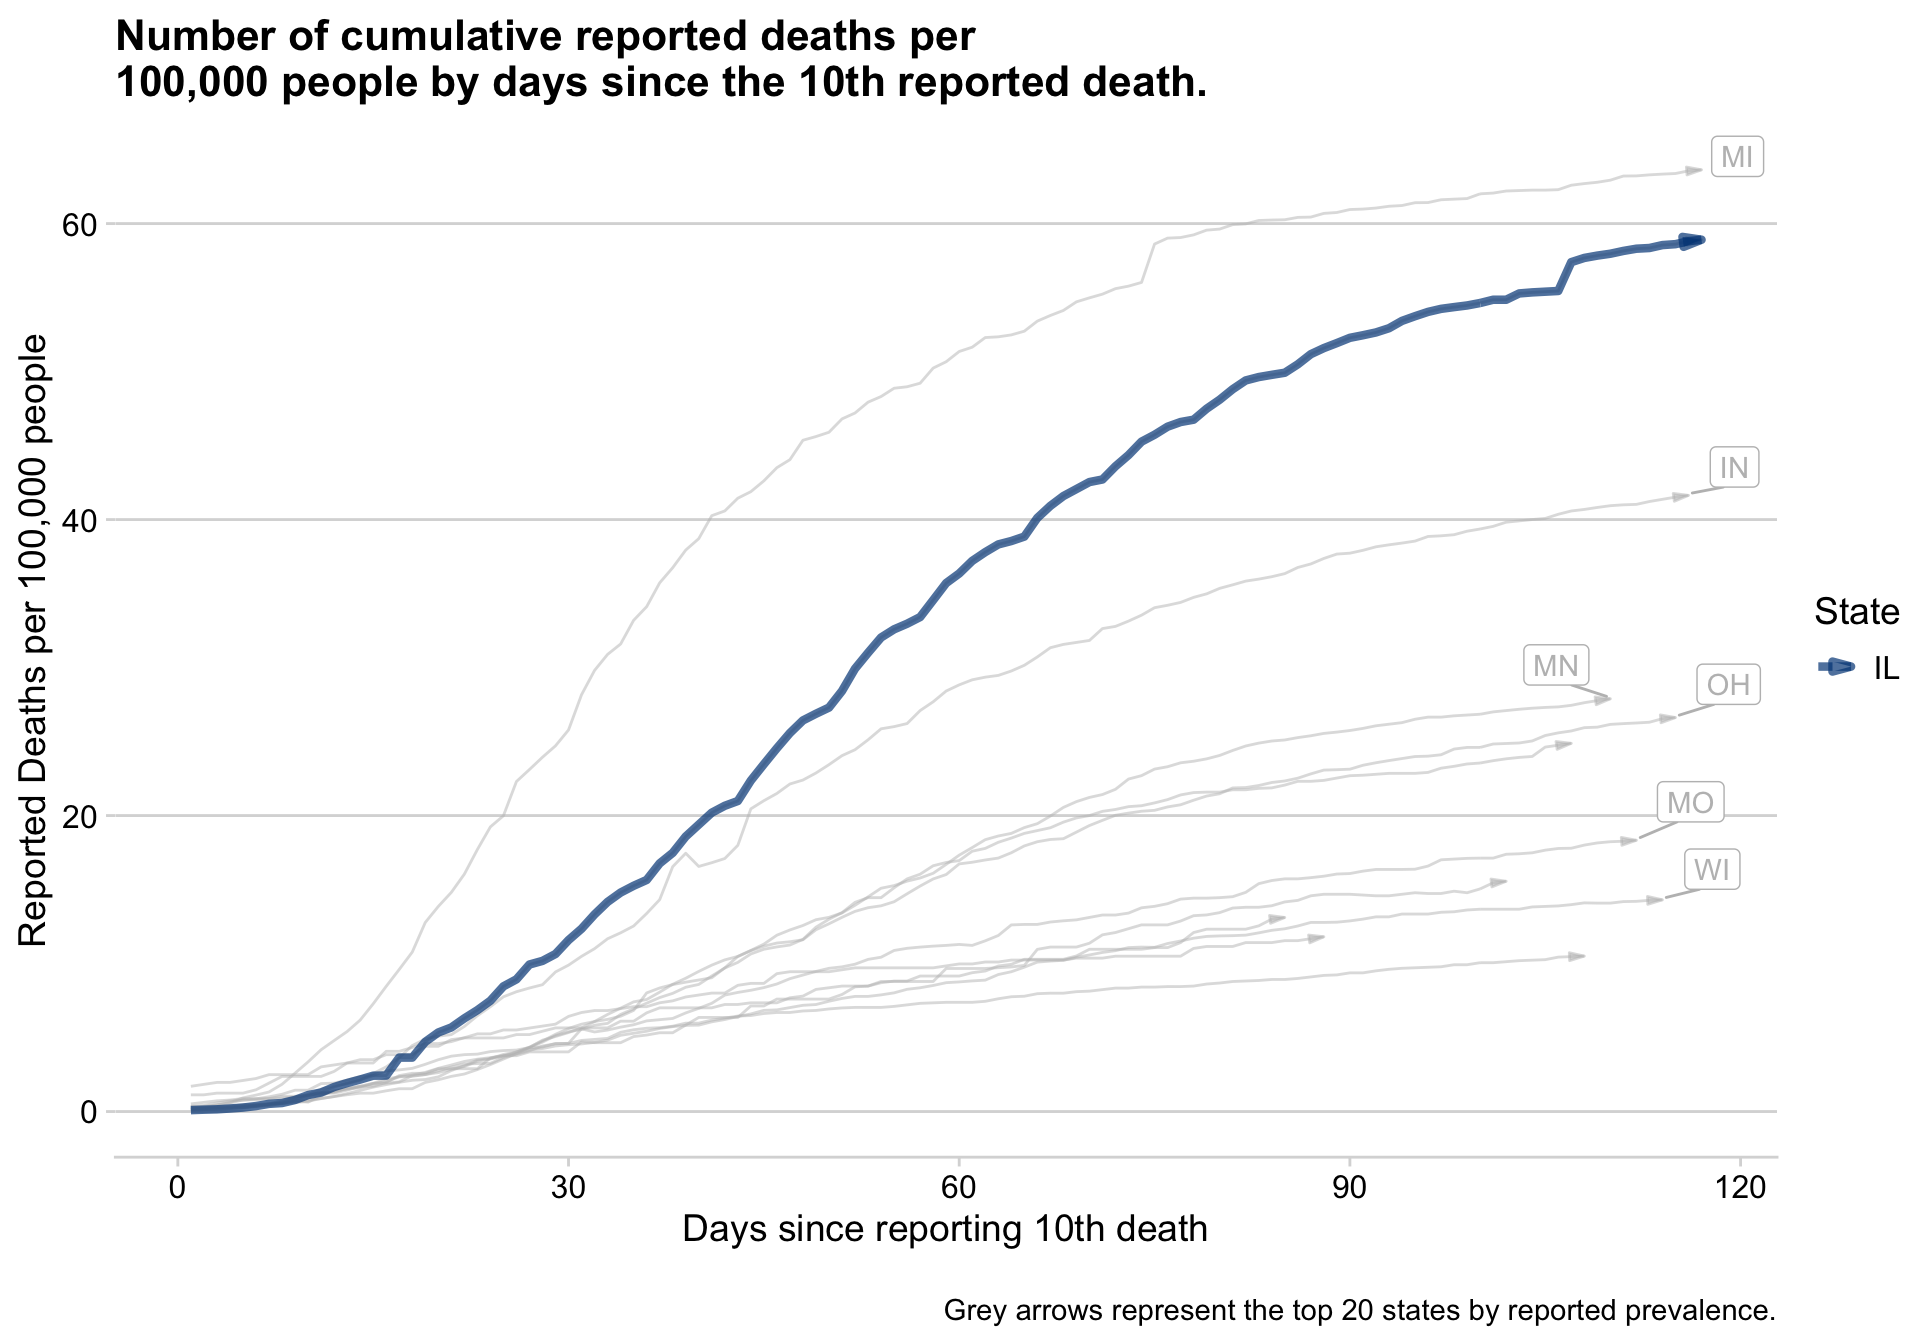 Number of cumulative reported deaths per
100,000 people by days since the 10th reported death.
MI
60
IN
40
Reported Deaths per 100,000 people
State
IL
MN
OH
MO
20
WI
0
0 30 60 90 120
Days since reporting 10th death
Grey arrows represent the top 20 states by reported prevalence.